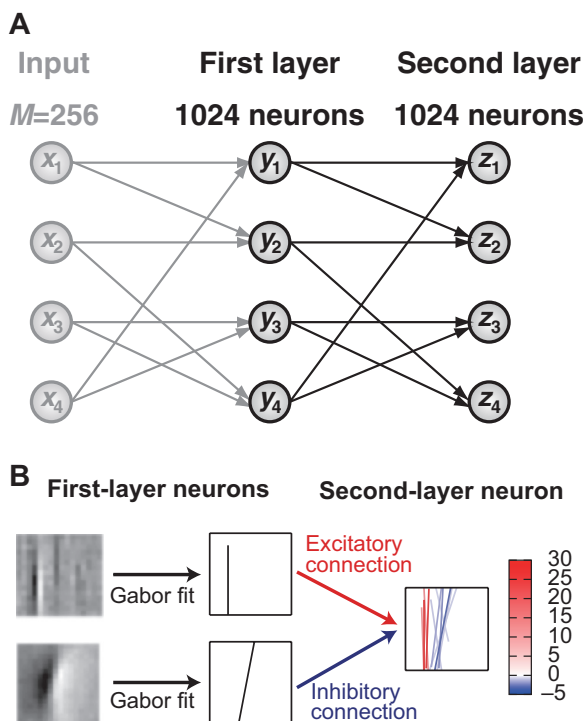 A
Input First layer Second layer
M=256 1024 neurons 1024 neurons
x1 y1 z1
x2 y2 z2
x3 y3 z3
x4 y4 z4
B
First-layer neurons Second-layer neuron
Gabor fit
Excitatory
connection
Gabor fit
Inhibitory
connection
30
25
20
15
10
5
0
–5